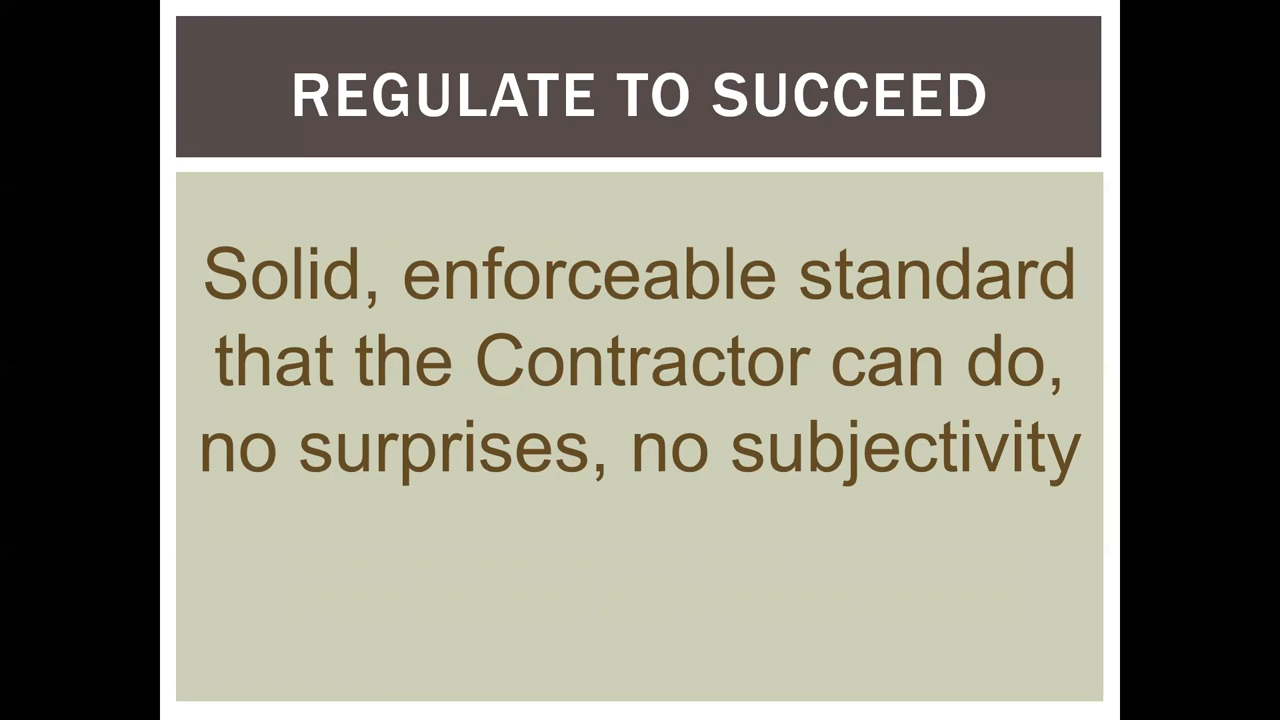 REGULATE TO SUCCEED
Solid, enforceable standard
that the Contractor can do,
no surprises, no subjectivity